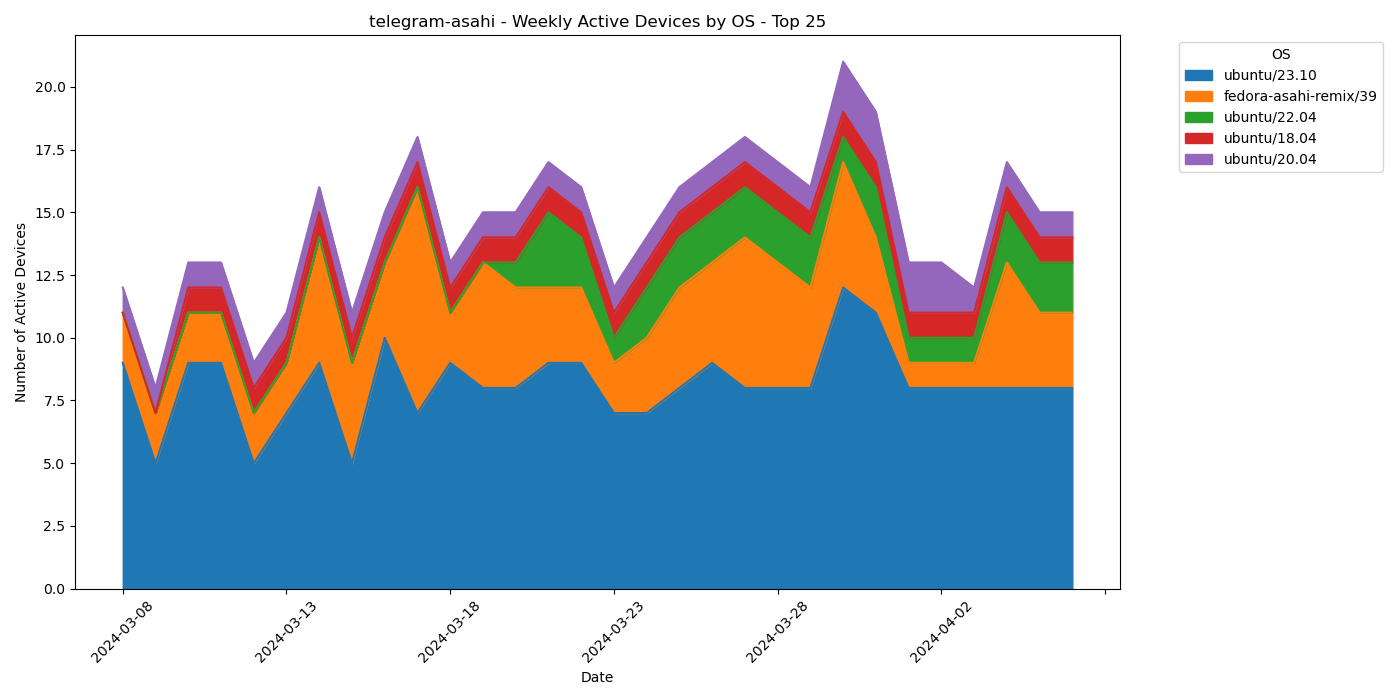 telegram-asahi - Weekly Active Devices by OS - Top 25
Number of Active Devices
20.0
17.5
15.0
12.5
10.0
7.5
5.0
2.5
0.0
2024-03-08
2024-03-13
2024-03-18
2024-03-23
2024-03-28
2024-04-02
Date
OS
ubuntu/23.10
fedora-asahi-remix/39
ubuntu/22.04
ubuntu/18.04
ubuntu/20.04